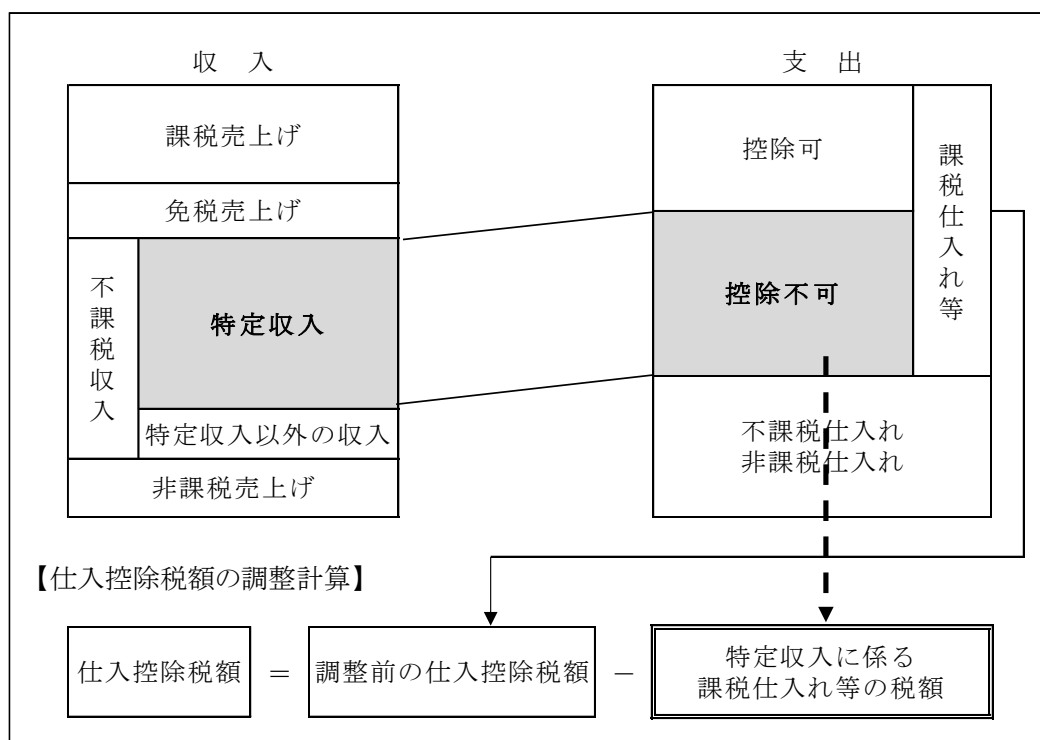 収 入
課税売上げ
免税売上げ
不課税収入
特定収入
特定収入以外の収入
非課税売上げ
支 出
控除可
課税仕入れ等
控除不可
不課税仕入れ
非課税仕入れ
【仕入控除税額の調整計算】
仕入控除税額 = 調整前の仕入控除税額 − 特定収入に係る
課税仕入れ等の税額